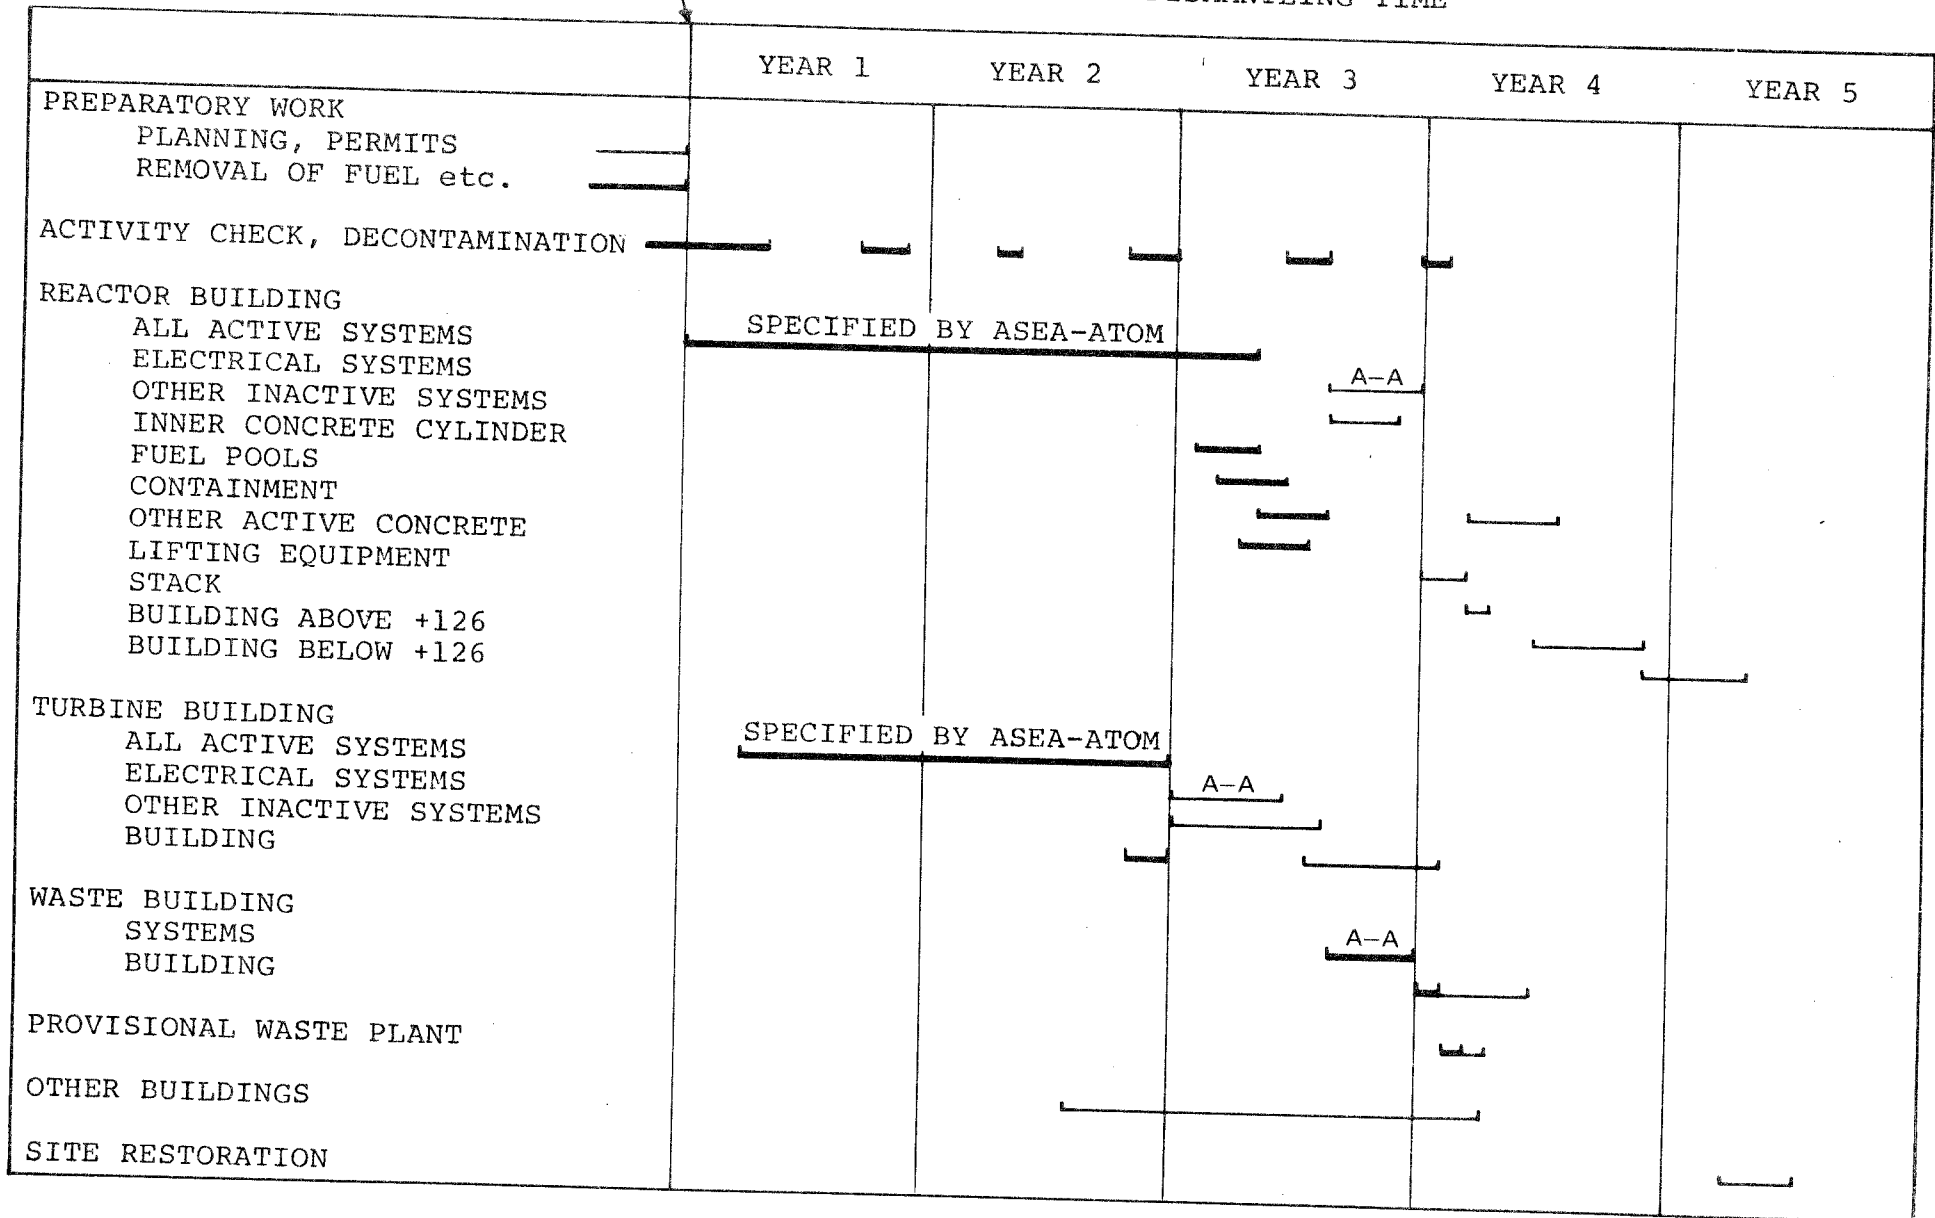 TIME
YEAR 1 YEAR 2 YEAR 3 YEAR 4 YEAR 5
PREPARATORY WORK
PLANNING, PERMITS
REMOVAL OF FUEL etc.
ACTIVITY CHECK, DECONTAMINATION
REACTOR BUILDING
ALL ACTIVE SYSTEMS SPECIFIED BY ASEA-ATOM
ELECTRICAL SYSTEMS A-A
OTHER INACTIVE SYSTEMS
INNER CONCRETE CYLINDER
FUEL POOLS
CONTAINMENT
OTHER ACTIVE CONCRETE
LIFTING EQUIPMENT
STACK
BUILDING ABOVE +126
BUILDING BELOW +126
TURBINE BUILDING
ALL ACTIVE SYSTEMS SPECIFIED BY ASEA-ATOM
ELECTRICAL SYSTEMS A-A
OTHER INACTIVE SYSTEMS
BUILDING
WASTE BUILDING
SYSTEMS A-A
BUILDING
PROVISIONAL WASTE PLANT
OTHER BUILDINGS
SITE RESTORATION